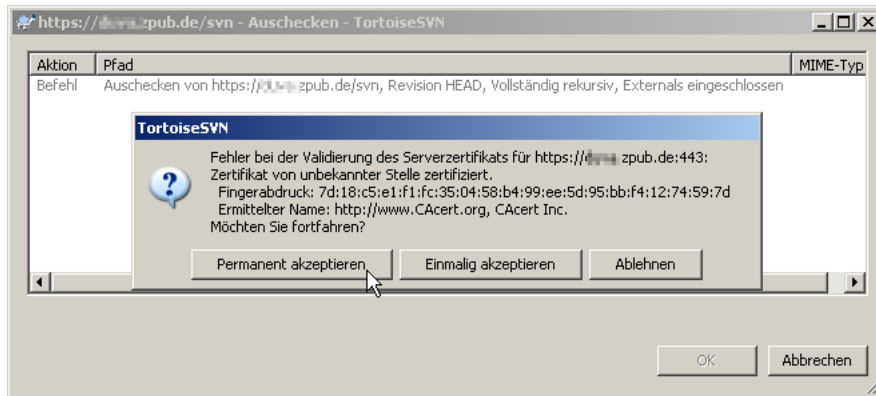 https:// zpub.de/svn - Auschecken - TortoiseSVN
Aktion Pfad MIME-Typ
Befehl Auschecken von https:// zpub.de/svn, Revision HEAD, Vollständig rekursiv, Externals eingeschlossen
TortoiseSVN
Fehler bei der Validierung des Serverzertifikats für https:// zpub.de:443:
Zertifikat von unbekannter Stelle zertifiziert.
Fingerabdruck: 7d:18:c5:e1:f1:fc:35:04:58:b4:99:ee:5d:95:bb:f4:12:74:59:7d
Ermittelter Name: http://www.CAcert.org, CAcert Inc.
Möchten Sie fortfahren?
Permanent akzeptieren Einmalig akzeptieren Ablehnen
OK Abbrechen